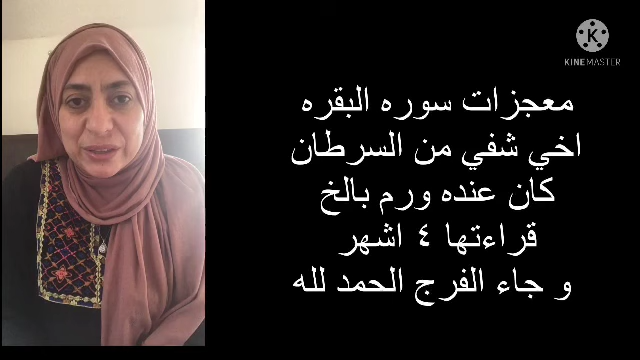 KINEMASTER
معجزات سوره البقره
اخي شفي من السرطان
كان عنده ورم بالخ
قراءتها ٤ اشهر
و جاء الفرج الحمد لله